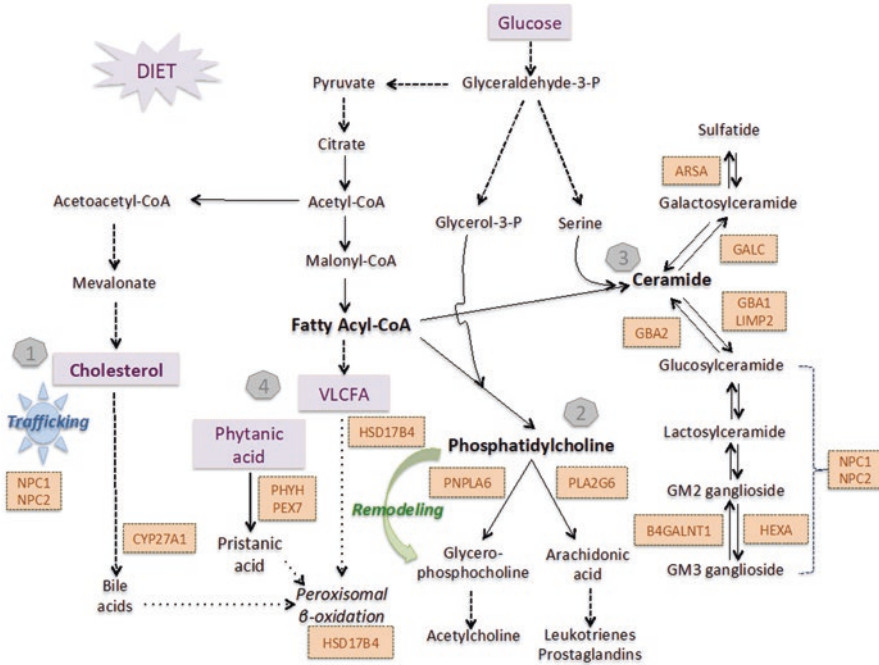 Glucose
DIET
Pyruvate
Glyceraldehyde-3-P
Citrate
Sulfatide
ARSA
Acetoacetyl-CoA
Acetyl-CoA
Galactosylceramide
Glycerol-3-P
Serine
GALC
3
Malonyl-CoA
Ceramide
Mevalonate
GBA1
LIMP2
Fatty Acyl-CoA
GBA2
1
Cholesterol
4
VLCFA
Glucosylceramide
Trafficking
2
Phytanic
acid
HSD17B4
Phosphatidylcholine
Lactosylceramide
NPC1
NPC2
PHYH
PEX7
PNPLA6
PLA2G6
NPC1
NPC2
GM2 ganglioside
Remodeling
CYP27A1
Pristanic
acid
B4GALNT1
HEXA
Glycero-
phosphocholine
Arachidonic
acid
GM3 ganglioside
Bile
acids
Peroxisomal
β-oxidation
HSD17B4
Acetylcholine
Leukotrienes
Prostaglandins